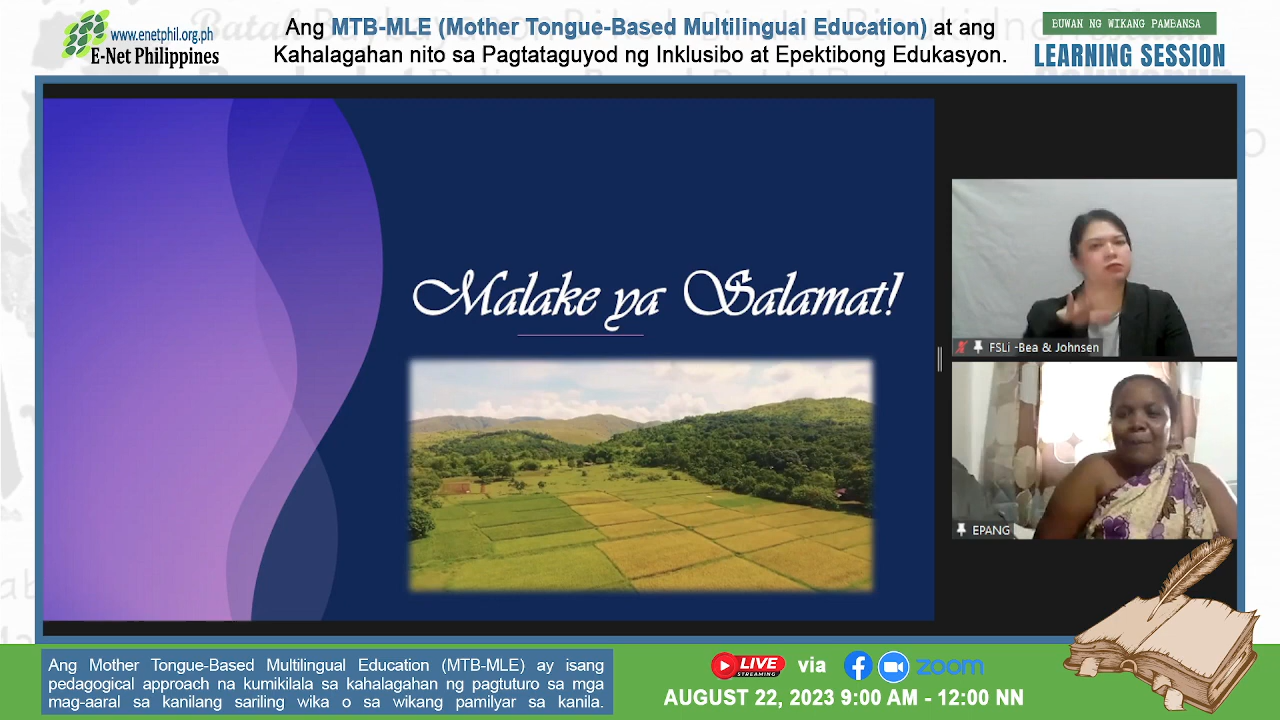 www.enetphil.org.ph
E-Net Philippines
Ang MTB-MLE (Mother Tongue-Based Multilingual Education) at ang
Kahalagahan nito sa Pagtataguyod ng Inklusibo at Epektibong Edukasyon.
BUWAN NG WIKANG PAMBANSA
LEARNING SESSION
Malake ya Salamat!
FSLi -Bea & Johnsen
EPANG
Ang Mother Tongue-Based Multilingual Education (MTB-MLE) ay isang
pedagogical approach na kumikilala sa kahalagahan ng pagtuturo sa mga
mag-aaral sa kanilang sariling wika o sa wikang pamilyar sa kanila.
LIVE
STREAMING
via
zoom
AUGUST 22, 2023 9:00 AM - 12:00 NN